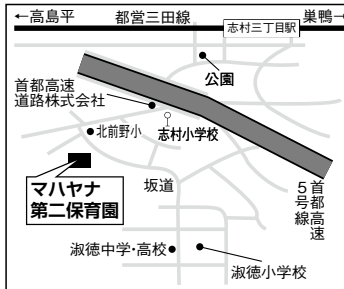 ←高島平
都営三田線
志村三丁目駅
巣鴨→
公園
首都高速
道路株式会社
志村小学校
北前野小
マハヤナ
第二保育園
坂道
首都高速
5号線
淑徳中学・高校
淑徳小学校